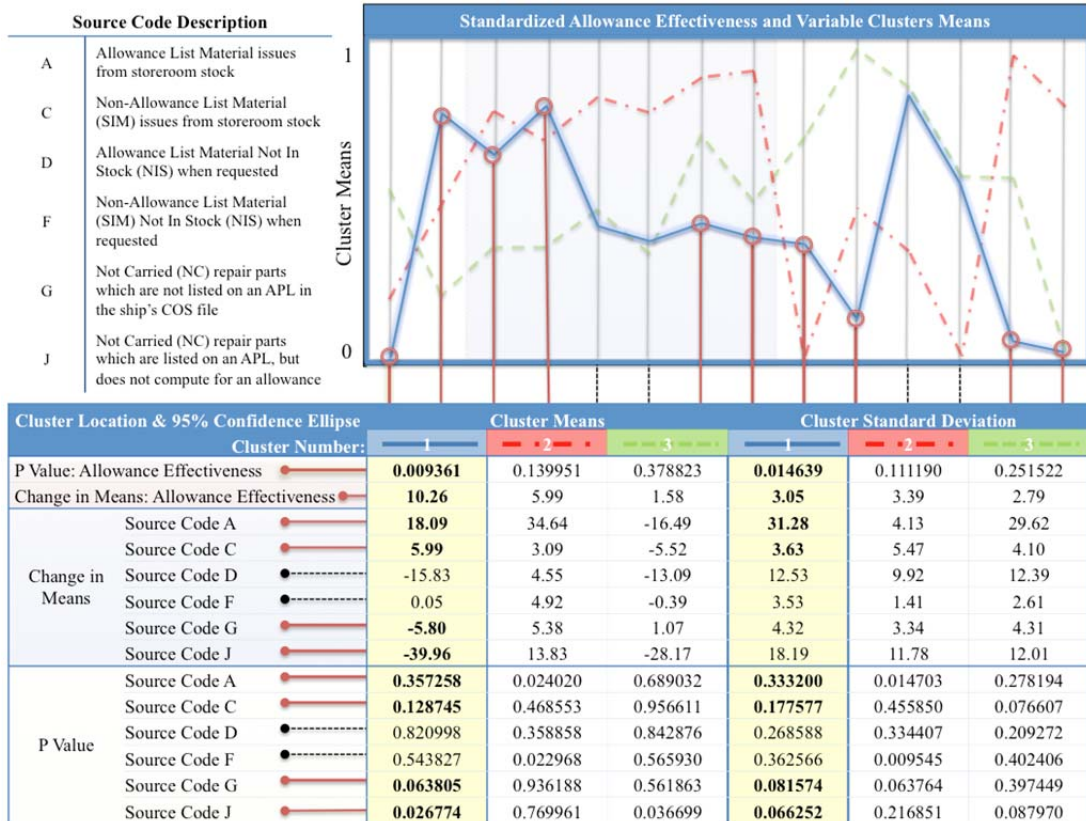 Source Code Description
A
Allowance List Material issues
from storeroom stock
C
Non-Allowance List Material
(SIM) issues from storeroom stock
D
Allowance List Material Not In
Stock (NIS) when requested
F
Non-Allowance List Material
(SIM) Not In Stock (NIS) when
requested
G
Not Carried (NC) repair parts
which are not listed on an APL in
the ship's COS file
J
Not Carried (NC) repair parts
which are listed on an APL, but
does not compute for an allowance
Standardized Allowance Effectiveness and Variable Clusters Means
1
Cluster Means
0
Cluster Location & 95% Confidence Ellipse Cluster Means Cluster Standard Deviation
Cluster Number: 1 2 3 1 2 3
P Value: Allowance Effectiveness 0.009361 0.139951 0.378823 0.014639 0.111190 0.251522
Change in Means: Allowance Effectiveness 10.26 5.99 1.58 3.05 3.39 2.79
Change in
Means
Source Code A 18.09 34.64 -16.49 31.28 4.13 29.62
Source Code C 5.99 3.09 -5.52 3.63 5.47 4.10
Source Code D -15.83 4.55 -13.09 12.53 9.92 12.39
Source Code F 0.05 4.92 -0.39 3.53 1.41 2.61
Source Code G -5.80 5.38 1.07 4.32 3.34 4.31
Source Code J -39.96 13.83 -28.17 18.19 11.78 12.01
P Value
Source Code A 0.357258 0.024020 0.689032 0.333200 0.014703 0.278194
Source Code C 0.128745 0.468553 0.956611 0.177577 0.455850 0.076607
Source Code D 0.820998 0.358858 0.842876 0.268588 0.334407 0.209272
Source Code F 0.543827 0.022968 0.565930 0.362566 0.009545 0.402406
Source Code G 0.063805 0.936188 0.561863 0.081574 0.063764 0.397449
Source Code J 0.026774 0.769961 0.036699 0.066252 0.216851 0.087970